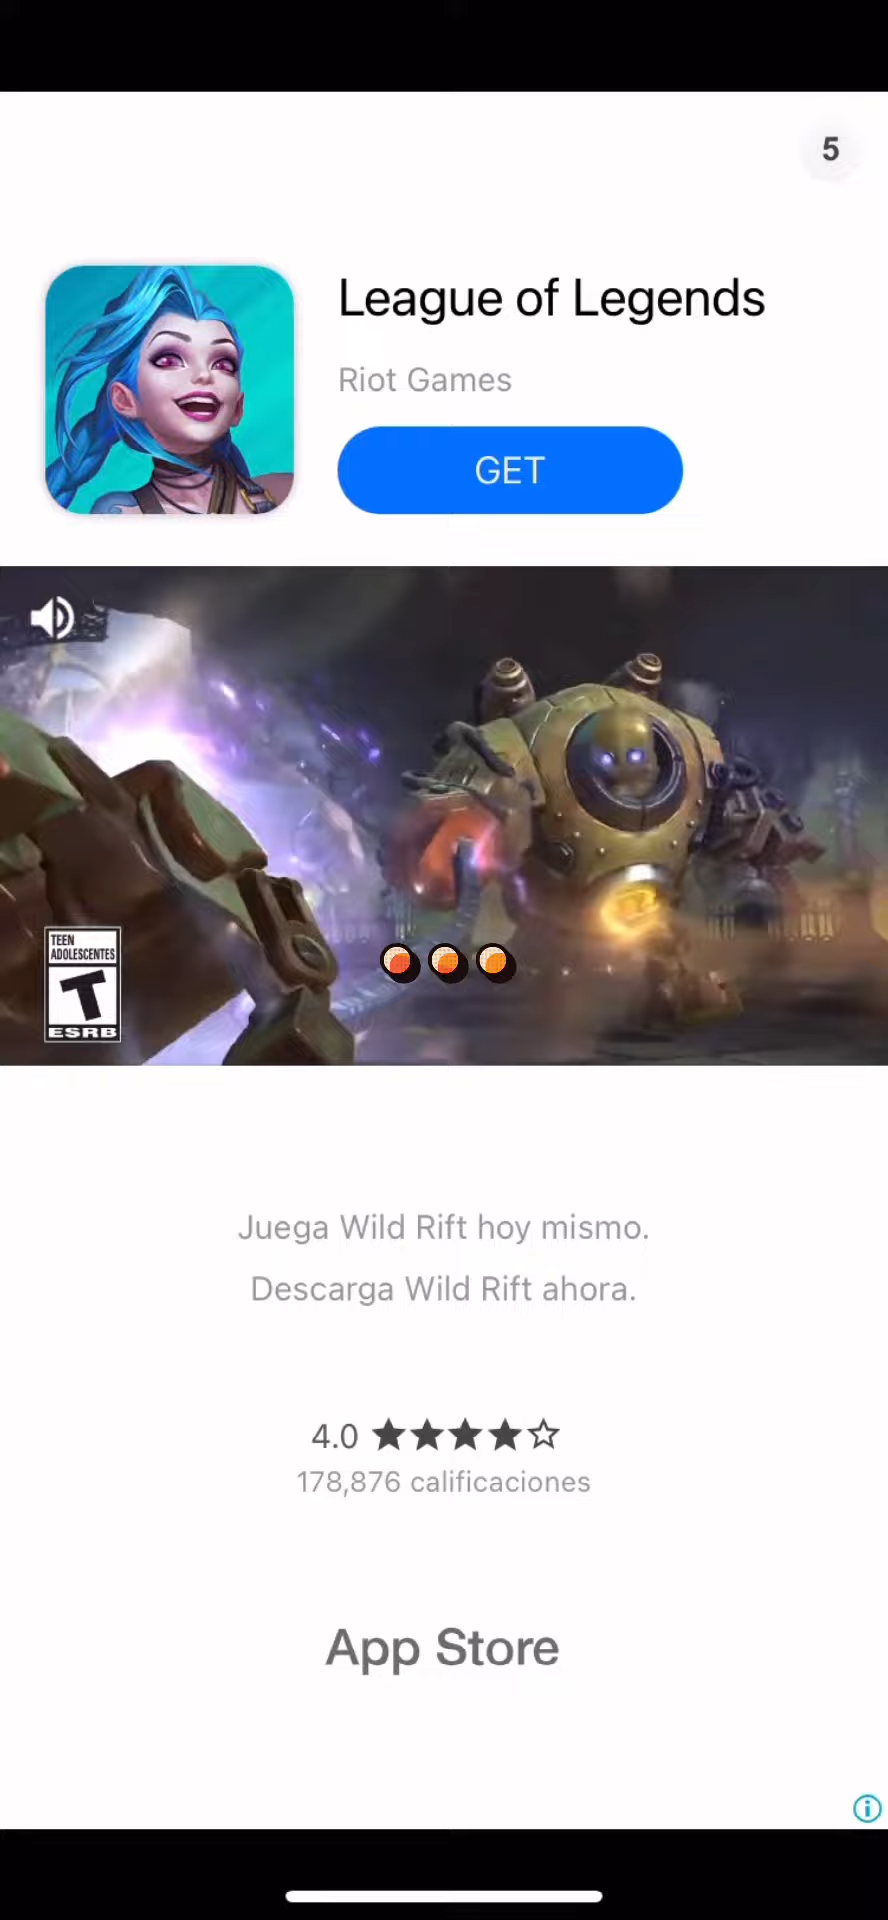 5
League of Legends
Riot Games
GET
TEEN
ADOLESCENTES
T
ESRB
Juega Wild Rift hoy mismo.
Descarga Wild Rift ahora.
4.0
178,876 calificaciones
App Store